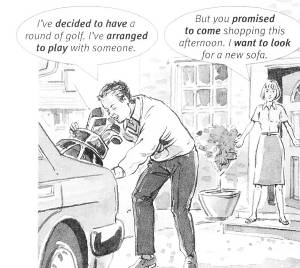 I've decided to have a
round of golf. I've arranged
to play with someone.
But you promised
to come shopping this
afternoon. I want to look
for a new sofa.